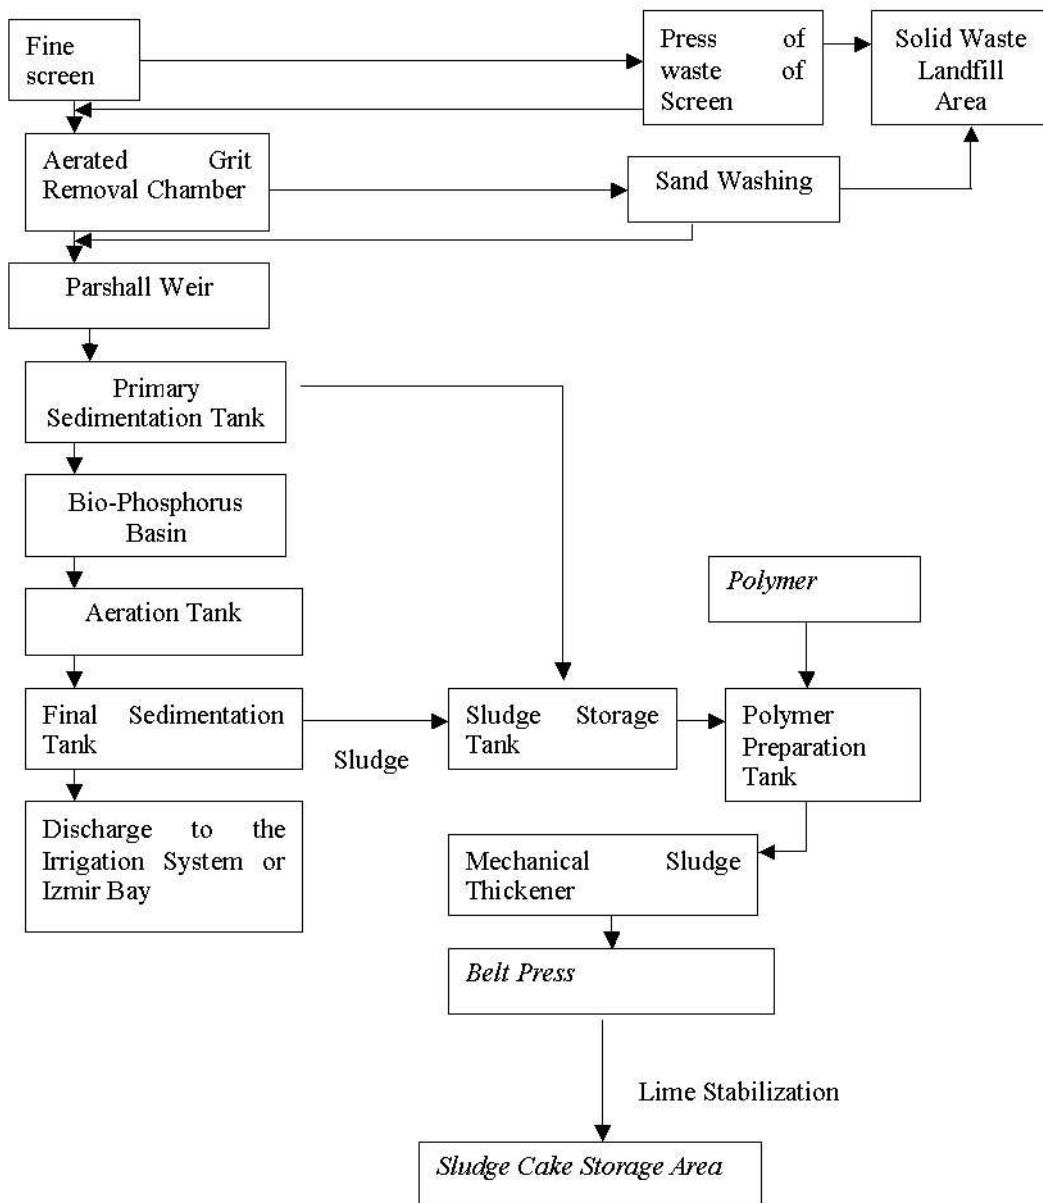 Fine
screen
Press of
waste of
Screen
Solid Waste
Landfill
Area
Aerated Grit
Removal Chamber
Sand Washing
Parshall Weir
Primary
Sedimentation Tank
Bio-Phosphorus
Basin
Aeration Tank
Polymer
Final Sedimentation
Tank
Sludge
Sludge Storage
Tank
Polymer
Preparation
Tank
Discharge to the
Irrigation System or
Izmir Bay
Mechanical Sludge
Thickener
Belt Press
Lime Stabilization
Sludge Cake Storage Area